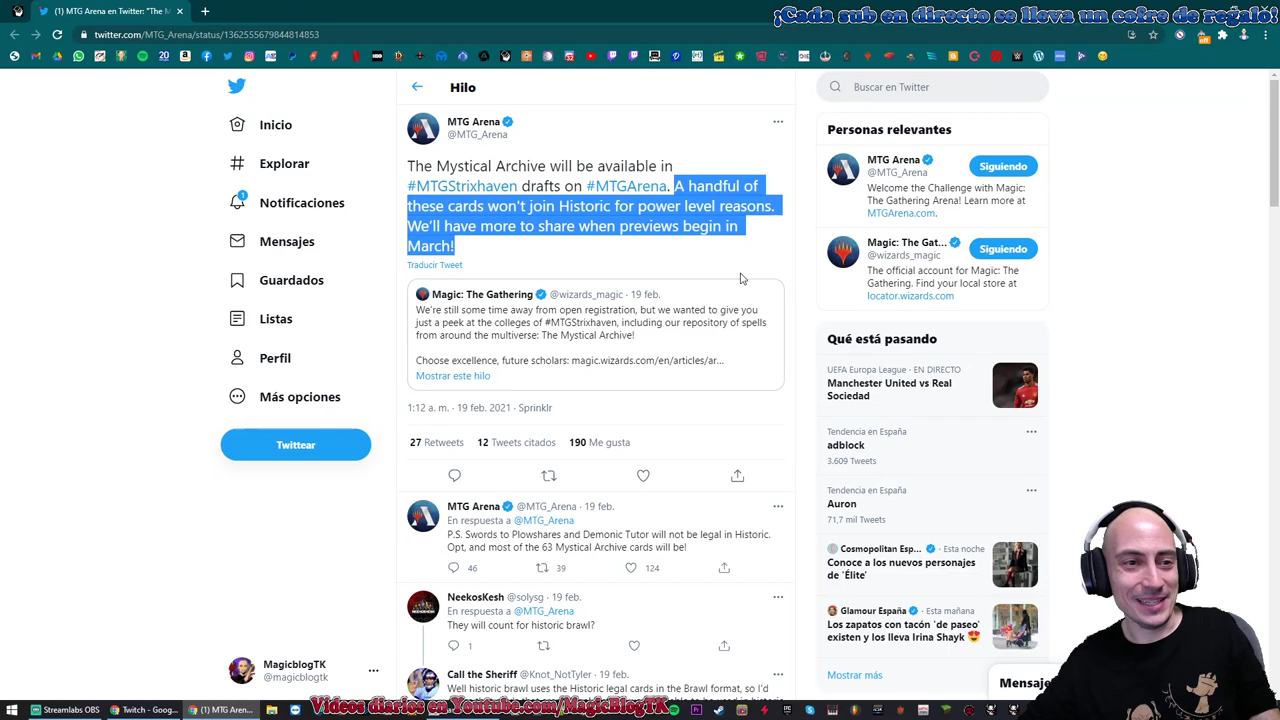 (1) MTG Arena en Twitter: "The M
¡Cada sub en directo se lleva un cofre de regalo!
twitter.com/MTG_Arena/status/1362555679844814853
Inicio
Explorar
1
Notificaciones
Mensajes
Guardados
Listas
Perfil
Más opciones
Twittear
MagicblogTK
@magicblogtk
Hilo
MTG Arena
@MTG_Arena
The Mystical Archive will be available in
#MTGStrixhaven drafts on #MTGArena. A handful of
these cards won't join Historic for power level reasons.
We'll have more to share when previews begin in
March!
Traducir Tweet
Magic: The Gathering @wizards_magic · 19 feb.
We're still some time away from open registration, but we wanted to give you
just a peek at the colleges of #MTGStrixhaven, including our repository of spells
from around the multiverse: The Mystical Archive!
Choose excellence, future scholars: magic.wizards.com/en/articles/ar...
Mostrar este hilo
1:12 a. m. · 19 feb. 2021 · Sprinklr
27 Retweets 12 Tweets citados 190 Me gusta
MTG Arena @MTG_Arena · 19 feb.
En respuesta a @MTG_Arena
P.S. Swords to Plowshares and Demonic Tutor will not be legal in Historic.
Opt, and most of the 63 Mystical Archive cards will be!
46 39 124
NeekosKesh @solysg · 19 feb.
En respuesta a @MTG_Arena
They will count for historic brawl?
1
Call the Sheriff @Knot_NotTyler · 19 feb.
Well historic brawl uses the Historic legal cards in the Brawl format, so I'd
Buscar en Twitter
Personas relevantes
MTG Arena
@MTG_Arena
Siguiendo
Welcome the Challenge with Magic:
The Gathering Arena! Learn more at
MTGArena.com.
Magic: The Gat...
@wizards_magic
Siguiendo
The official account for Magic: The
Gathering. Find your local store at
locator.wizards.com
Qué está pasando
UEFA Europa League · EN DIRECTO
Manchester United vs Real
Sociedad
Tendencia en España
adblock
3.609 Tweets
Tendencia en España
Auron
71,7 mil Tweets
Cosmopolitan Esp... · Esta noche
Conoce a los nuevos personajes
de 'Élite'
Glamour España · Esta mañana
Los zapatos con tacón 'de paseo'
existen y los lleva Irina Shayk 😍
Mostrar más
Mensaje
Streamlabs OBS
Twitch - Goog...
(1) MTG Aren...
Videos diarios en Youtube.com/MagicBlogTK